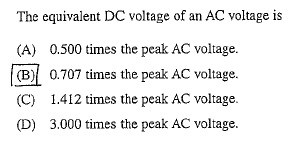 The equivalent DC voltage of an AC voltage is
(A) 0.500 times the peak AC voltage.
(B) 0.707 times the peak AC voltage.
(C) 1.412 times the peak AC voltage.
(D) 3.000 times the peak AC voltage.